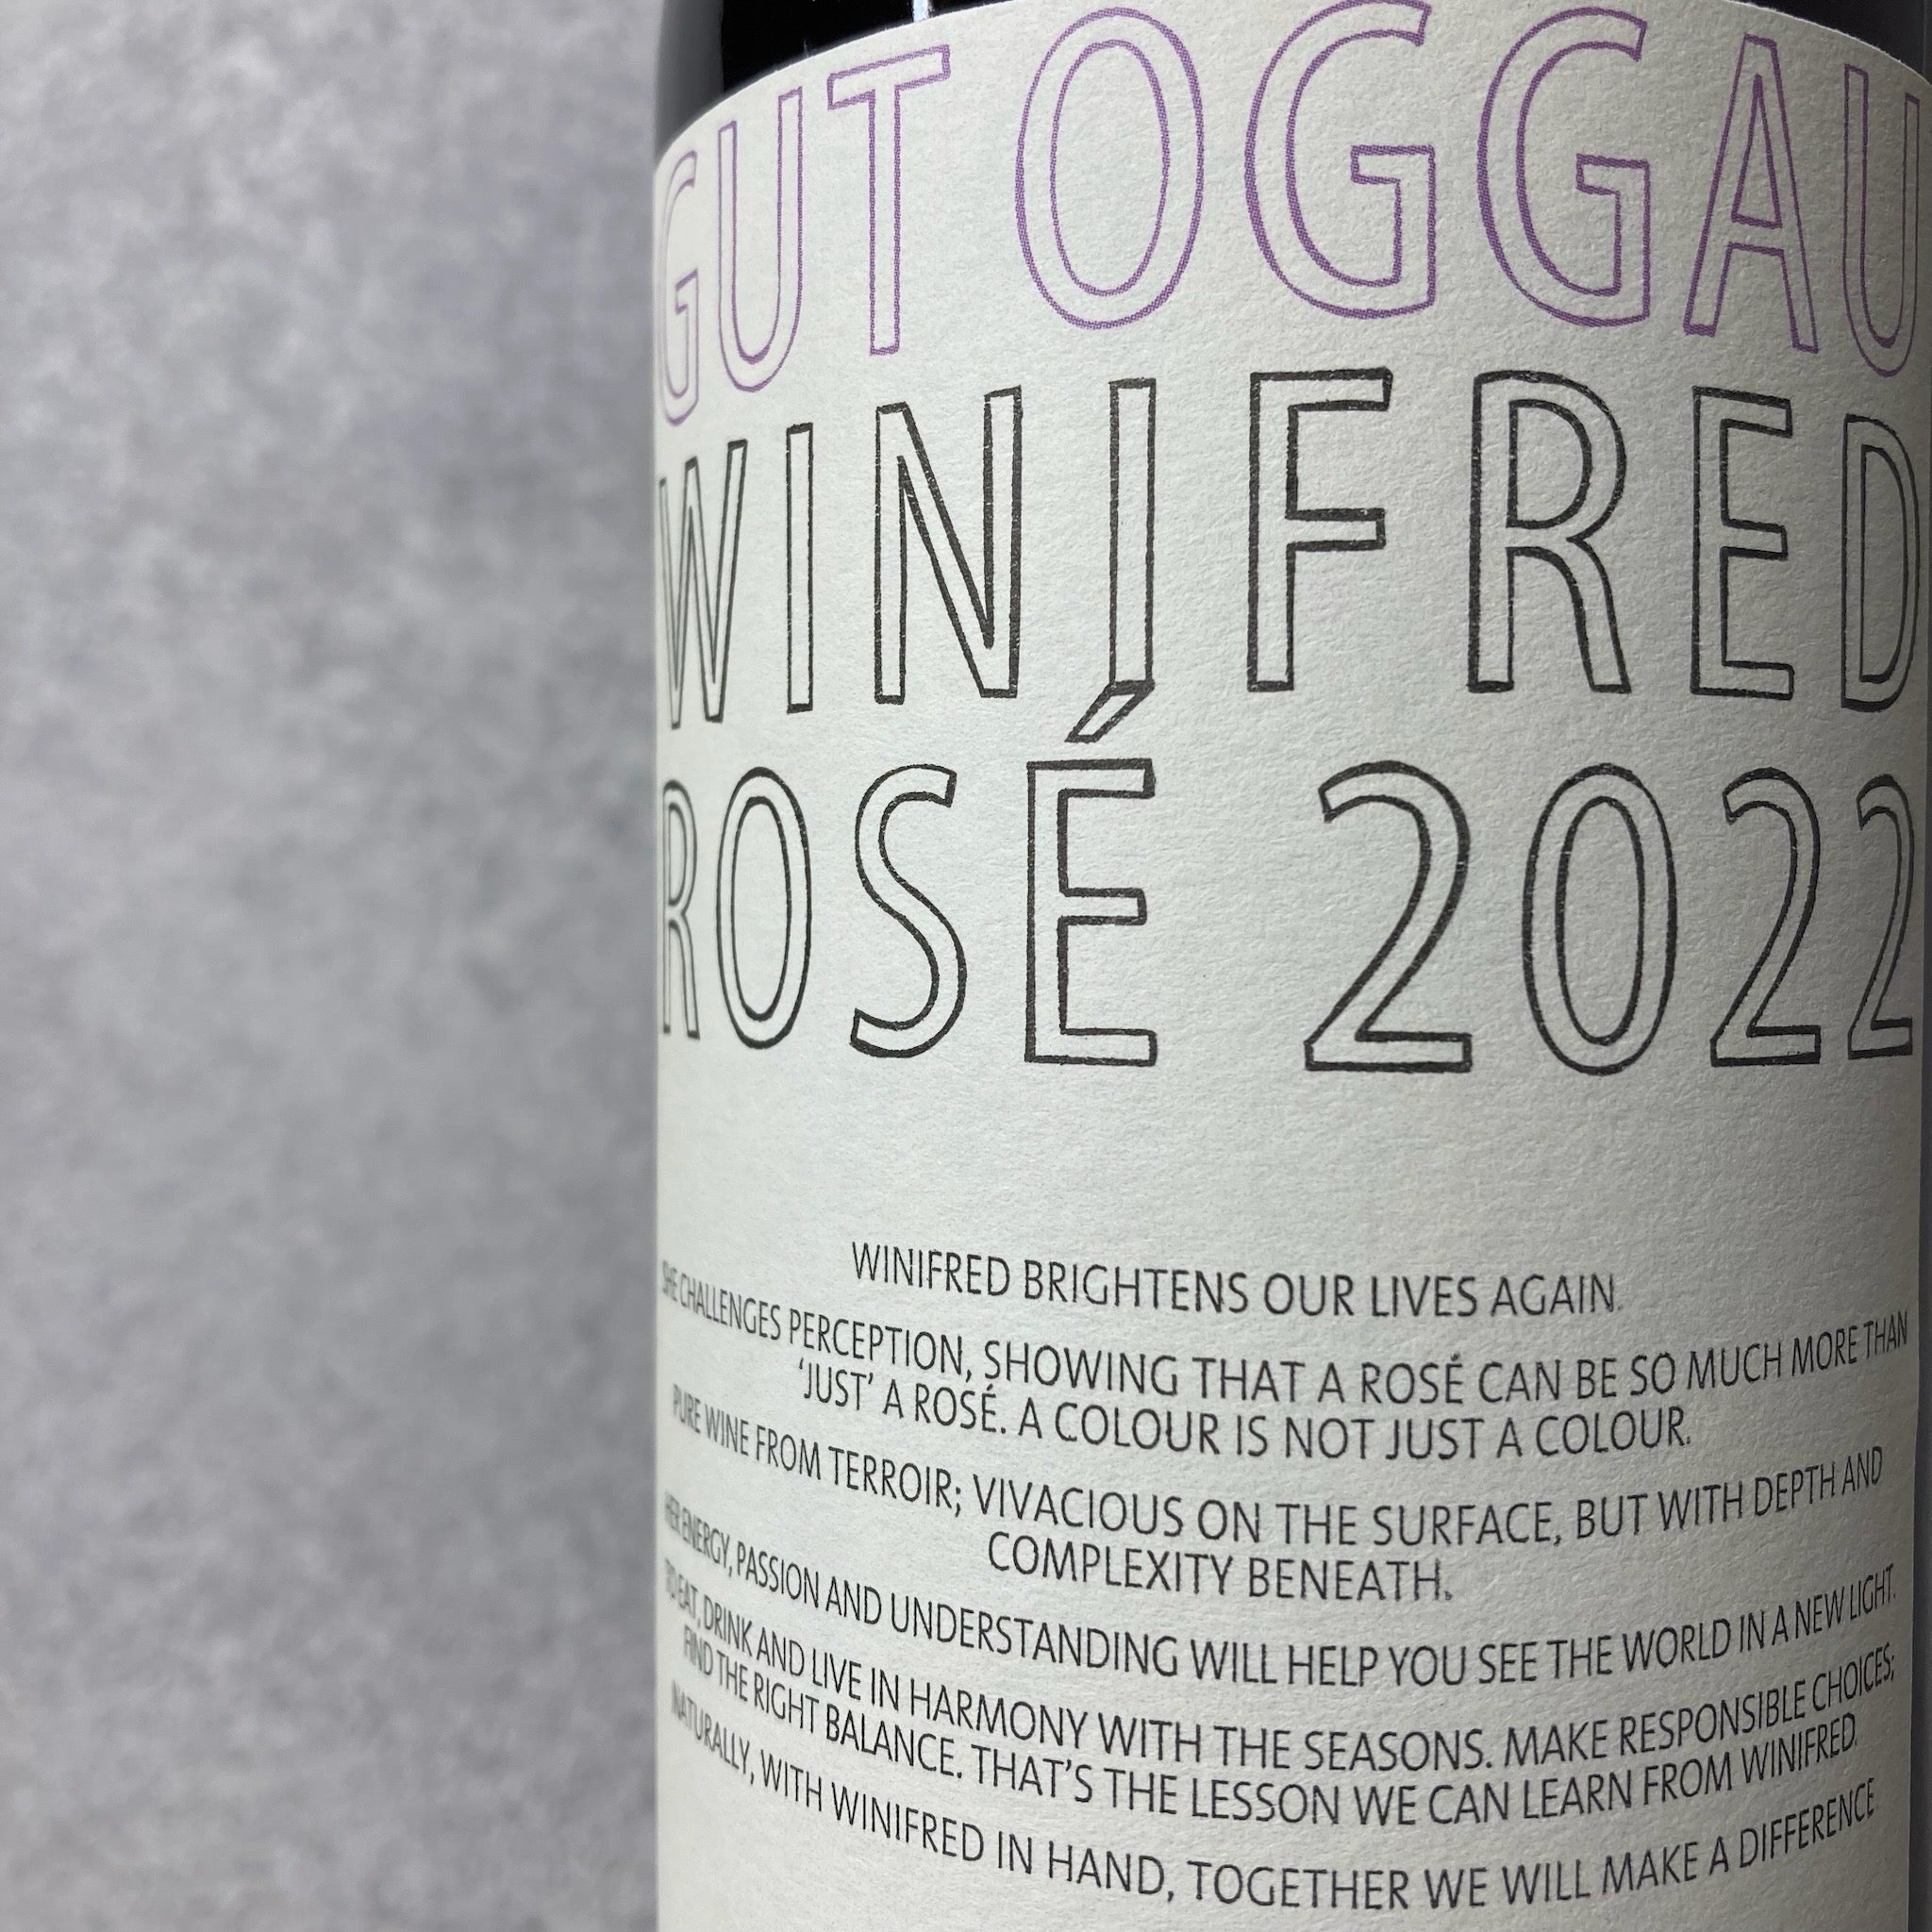 GUT OGGAU
WINIFRED
ROSÉ 2022
WINIFRED BRIGHTENS OUR LIVES AGAIN.
SHE CHALLENGES PERCEPTION, SHOWING THAT A ROSÉ CAN BE SO MUCH MORE THAN
‘JUST’ A ROSÉ. A COLOUR IS NOT JUST A COLOUR.
PURE WINE FROM TERROIR; VIVACIOUS ON THE SURFACE, BUT WITH DEPTH AND
COMPLEXITY BENEATH.
HER ENERGY, PASSION AND UNDERSTANDING WILL HELP YOU SEE THE WORLD IN A NEW LIGHT.
TO EAT, DRINK AND LIVE IN HARMONY WITH THE SEASONS. MAKE RESPONSIBLE CHOICES;
FIND THE RIGHT BALANCE. THAT’S THE LESSON WE CAN LEARN FROM WINIFRED.
NATURALLY, WITH WINIFRED IN HAND, TOGETHER WE WILL MAKE A DIFFERENCE